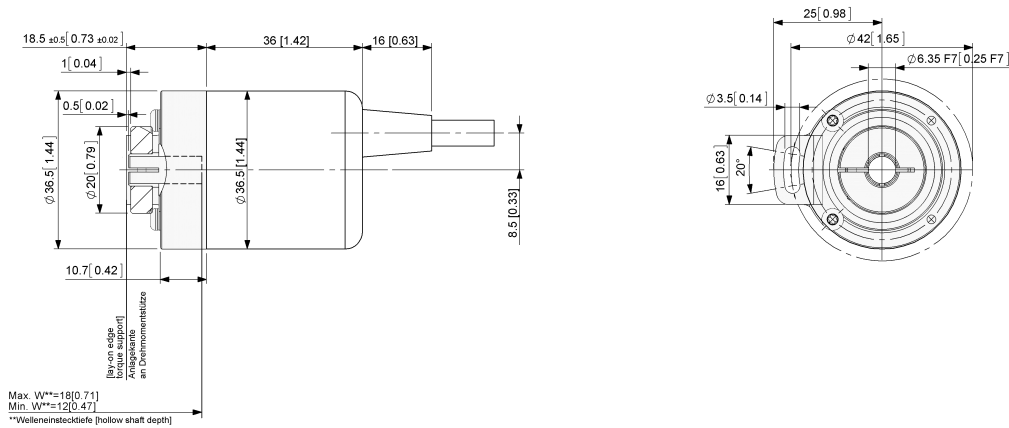 18.5 ±0.5[ 0.73 ±0.02]
36 [1.42]
16 [0.63]
1[ 0.04]
0.5[ 0.02]
Ø36.5[ 1.44]
Ø20[ 0.79]
Ø36.5 [1.44]
8.5 [0.33]
10.7[ 0.42]
[lay-on edge
torque support]
Anlagekante
an Drehmomentstütze
Max. W**=18[0.71]
Min. W**=12[0.47]
**Welleneinstecktiefe [hollow shaft depth]
25[ 0.98]
Ø42[ 1.65]
Ø6.35 F7[ 0.25 F7]
Ø3.5[ 0.14]
16[ 0.63]
20°